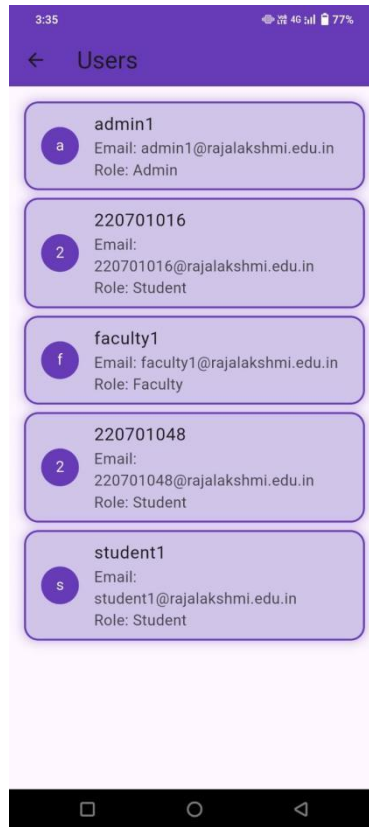 3:35
4G 77%
Users
a
admin1
Email: admin1@rajalakshmi.edu.in
Role: Admin
2
220701016
Email:
220701016@rajalakshmi.edu.in
Role: Student
f
faculty1
Email: faculty1@rajalakshmi.edu.in
Role: Faculty
2
220701048
Email:
220701048@rajalakshmi.edu.in
Role: Student
s
student1
Email:
student1@rajalakshmi.edu.in
Role: Student